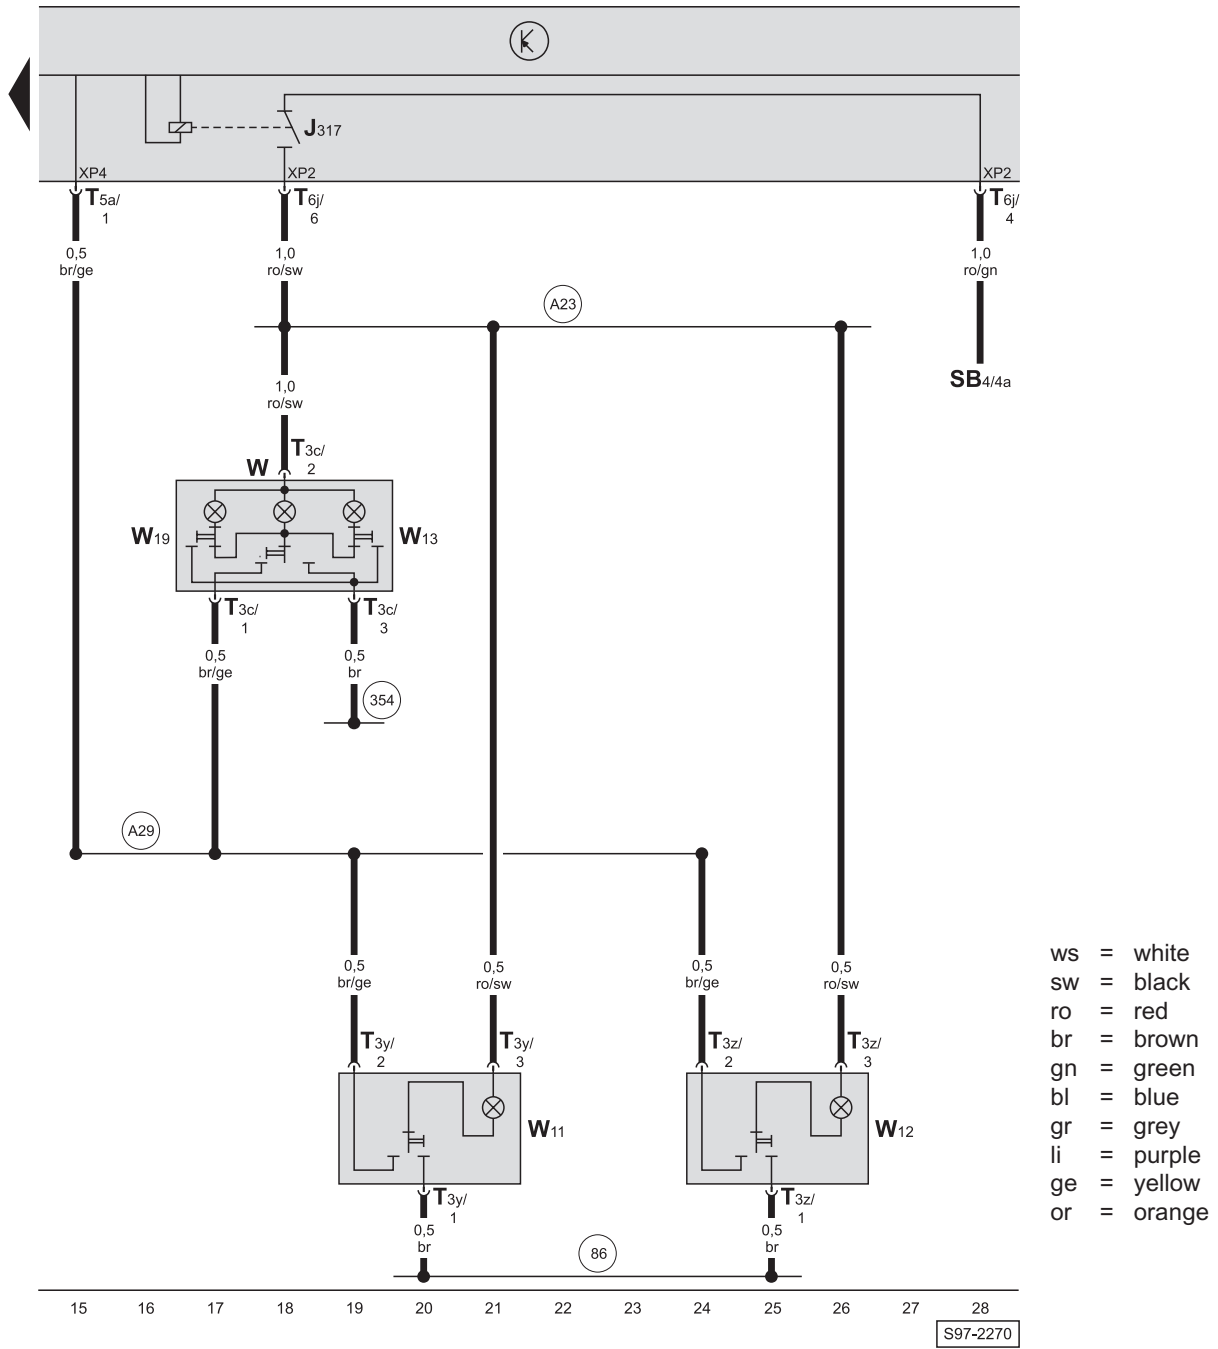 K
J317
XP4
XP2
XP2
T5a/
1
T6j/
6
T6j/
4
0,5
br/ge
1,0
ro/sw
1,0
ro/gn
A23
SB4/4a
1,0
ro/sw
T3c/
2
W
W19
W13
T3c/
1
T3c/
3
0,5
br/ge
0,5
br
354
A29
0,5
br/ge
0,5
ro/sw
0,5
br/ge
0,5
ro/sw
T3y/
2
T3y/
3
T3z/
2
T3z/
3
W11
W12
T3y/
1
T3z/
1
0,5
br
0,5
br
86
ws = white
sw = black
ro = red
br = brown
gn = green
bl = blue
gr = grey
li = purple
ge = yellow
or = orange
15 16 17 18 19 20 21 22 23 24 25 26 27 28
S97-2270